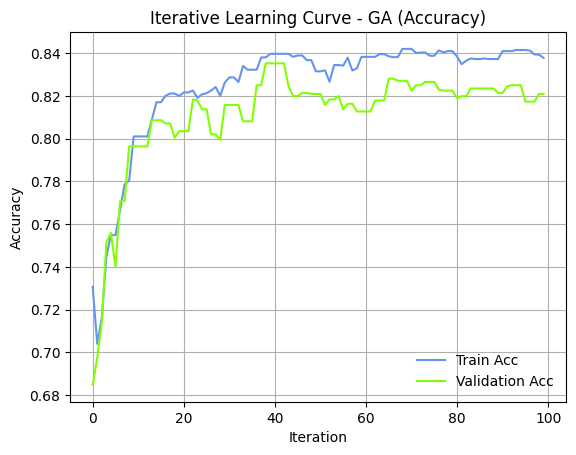 Iterative Learning Curve - GA (Accuracy)
Accuracy
0.84
0.82
0.80
0.78
0.76
0.74
0.72
0.70
0.68
Train Acc
Validation Acc
0 20 40 60 80 100
Iteration